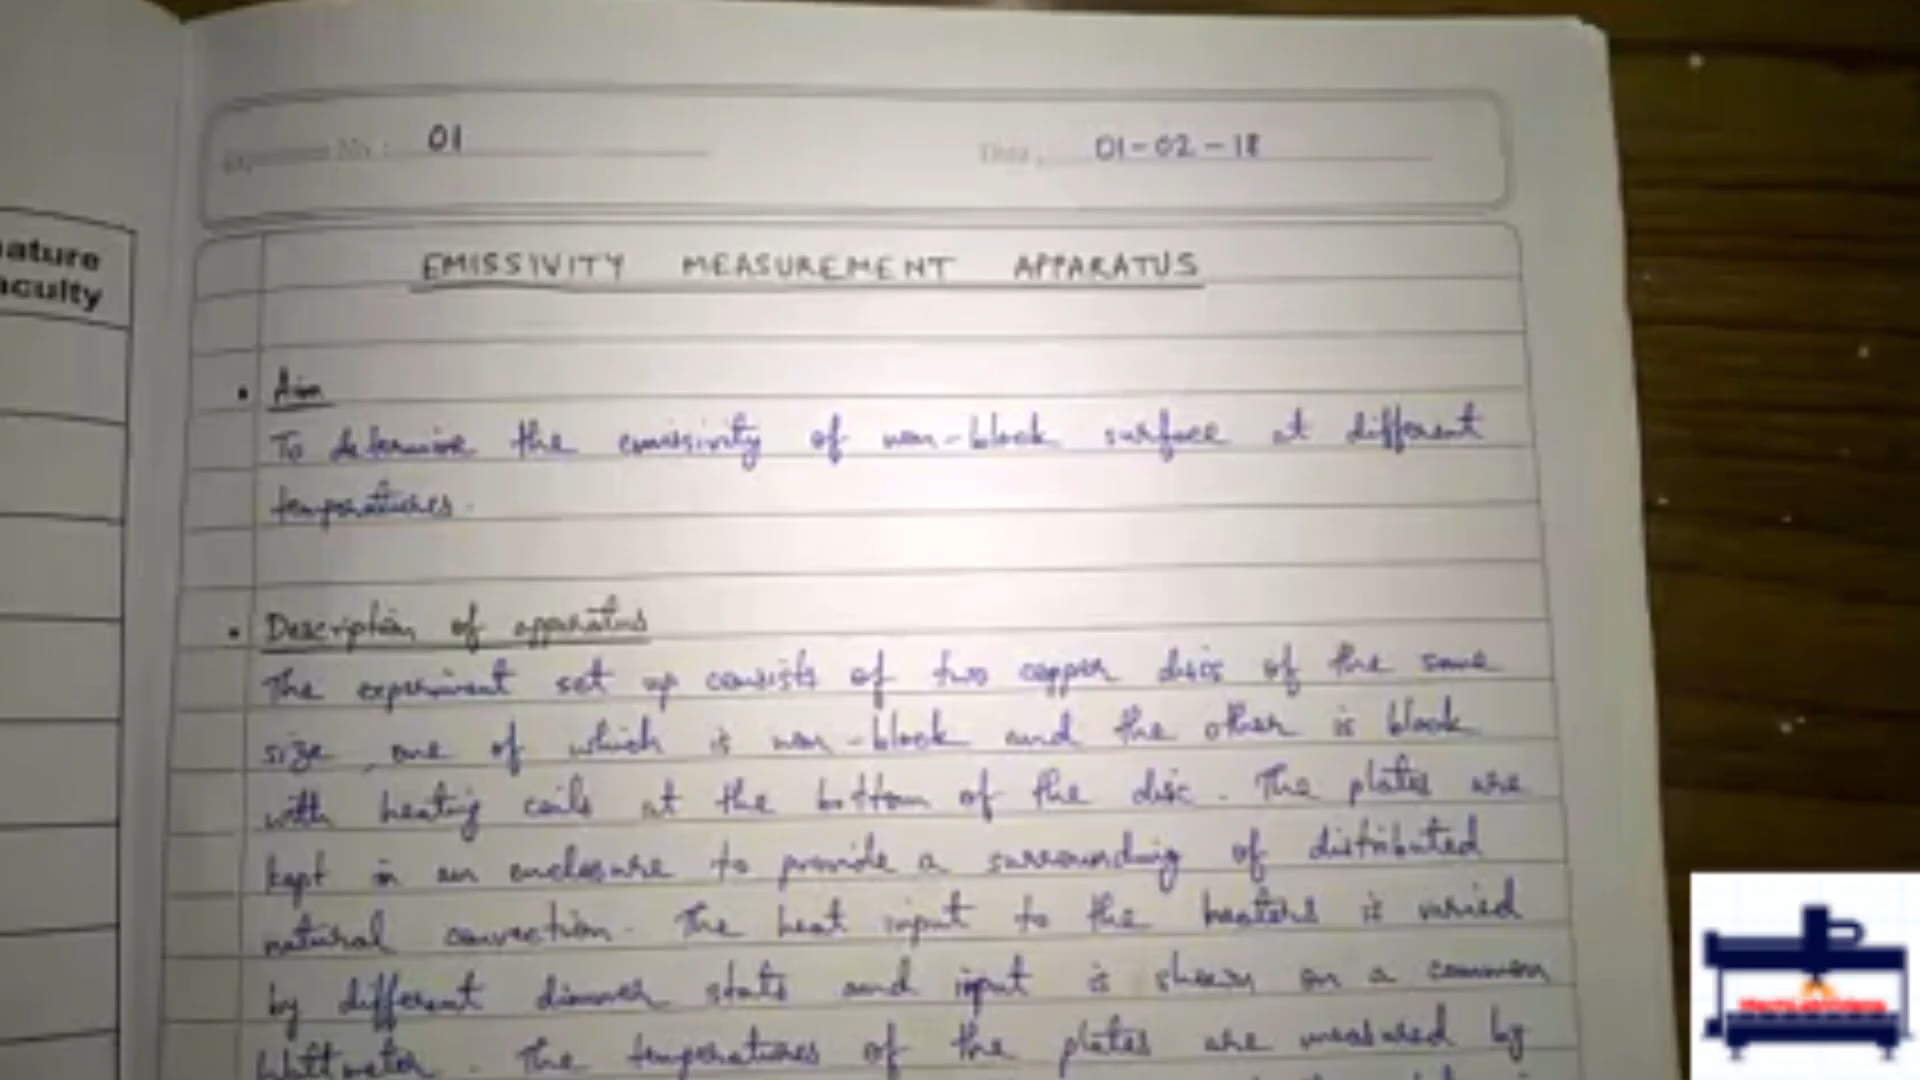 ature
aculty
No : 01 Date : 01-02-18
EMISSIVITY MEASUREMENT APPARATUS
• Aim
To determine the emissivity of non-black surface at different
temperatures.
• Description of apparatus
The experiment set up consists of two copper discs of the same
size, one of which is non-black and the other is black
with heating coils at the bottom of the disc. The plates are
kept in an enclosure to provide a surrounding of distributed
natural convection. The heat input to the heaters is varied
by different dimmer stats and input is shown on a common
Wattmeter. The temperatures of the plates are measured by